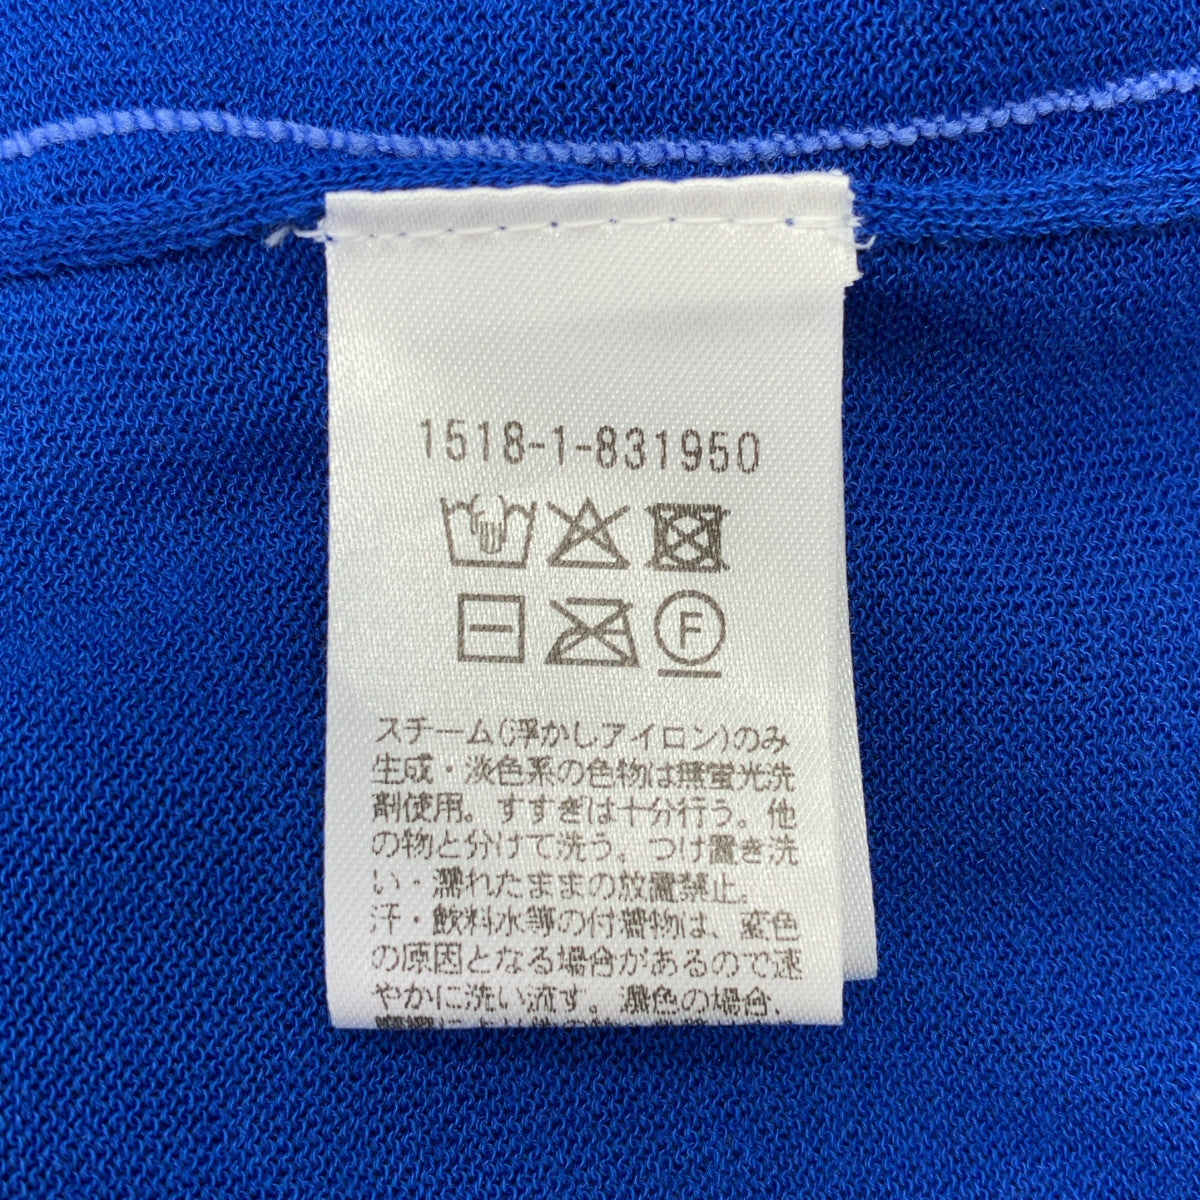 1518-1-831950
F
スチーム(浮かしアイロン)のみ
生成・淡色系の色物は無蛍光洗
剤使用。すすぎは十分行う。他
の物と分けて洗う。つけ置き洗
い・濡れたままの放置禁止。
汗・飲料水等の付着物は、変色
の原因となる場合があるので速
やかに洗い流す。濃色の場合、